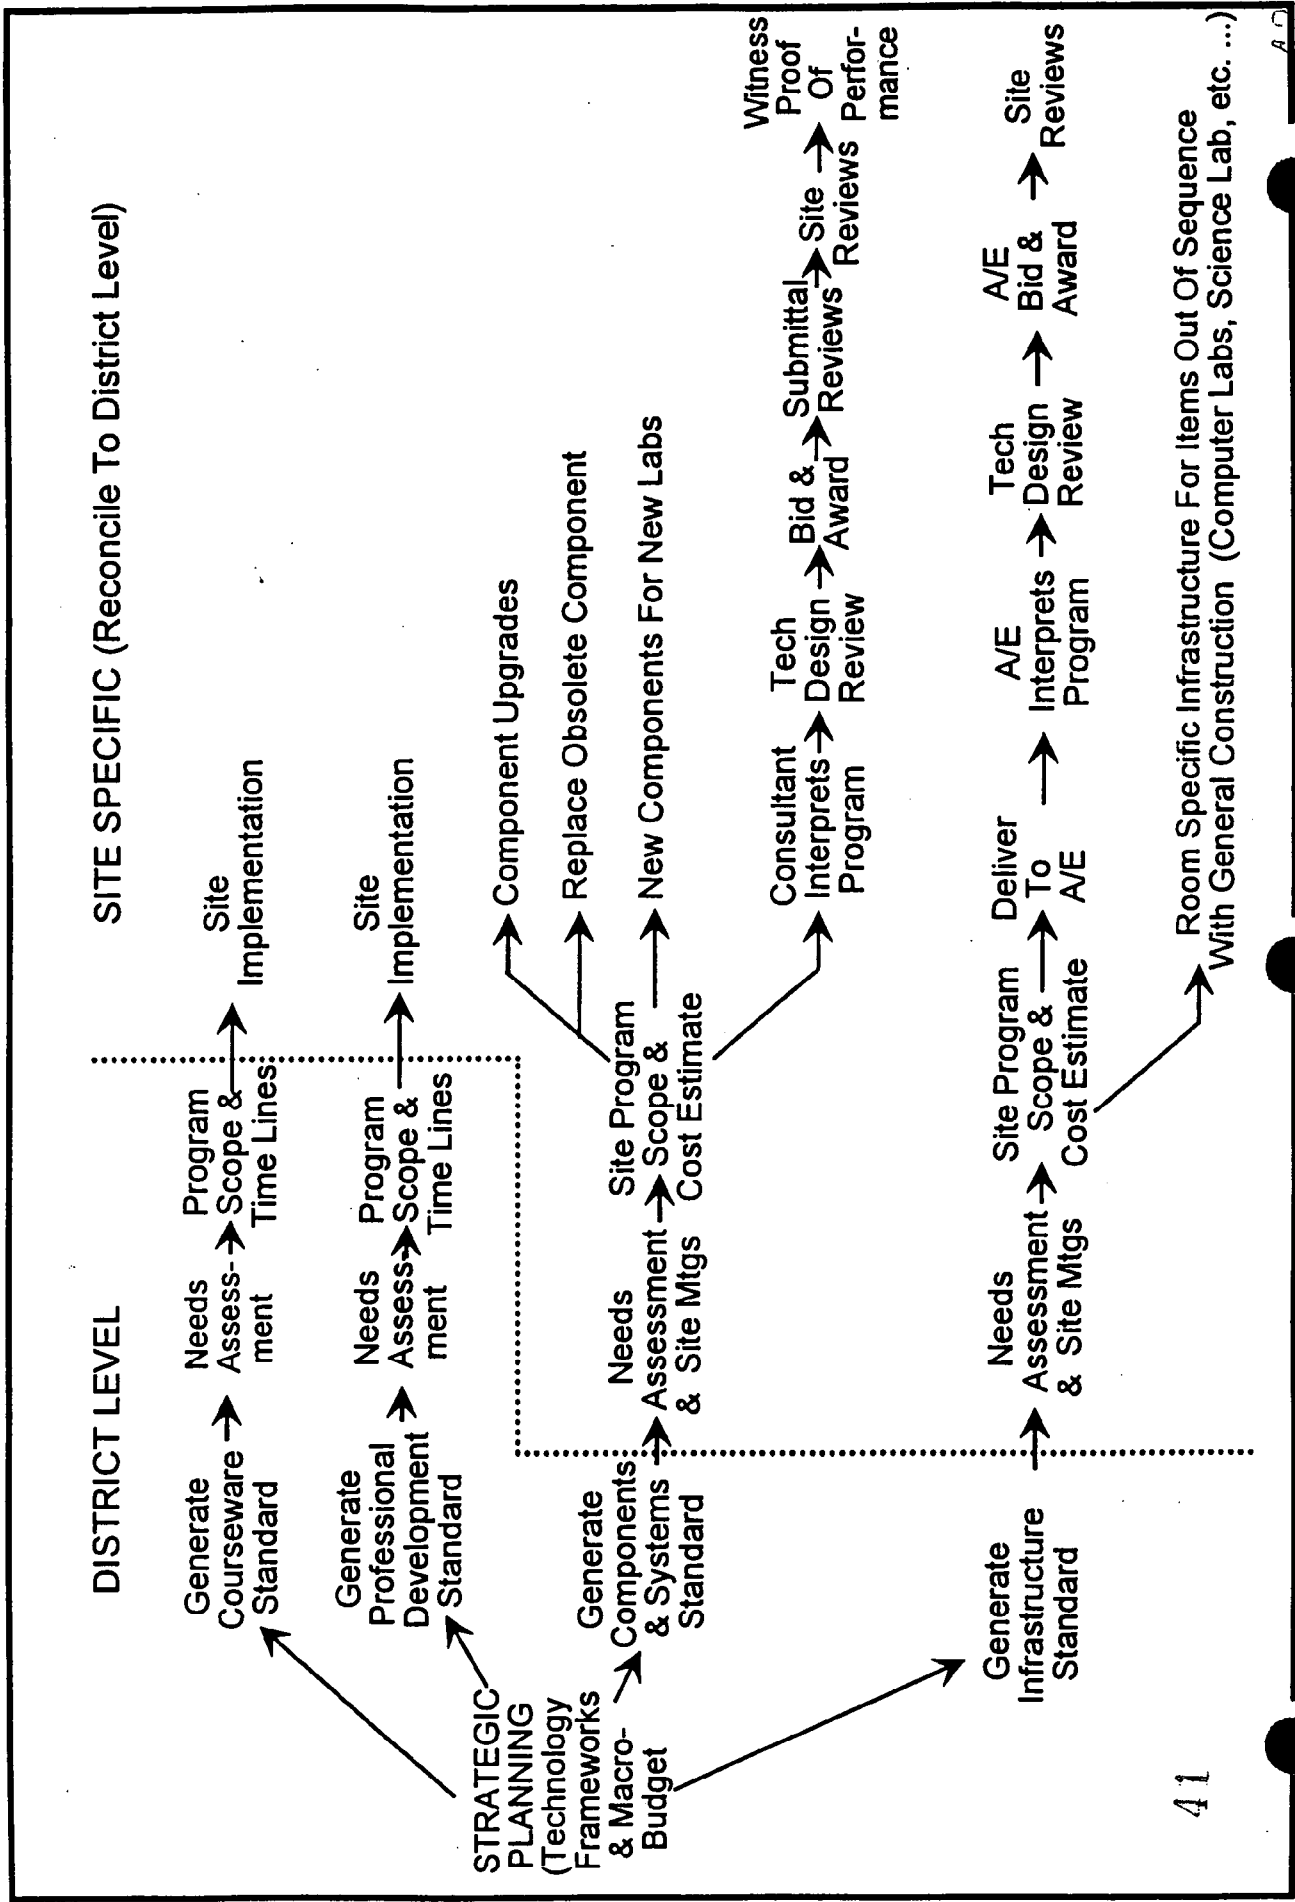 DISTRICT LEVEL
SITE SPECIFIC (Reconcile To District Level)
STRATEGIC
PLANNING
(Technology
Frameworks
& Macro-
Budget
Generate
Courseware
Standard
Needs
Assess-
ment
Program
Scope &
Time Lines
Site
Implementation
Generate
Professional
Development
Standard
Needs
Assess-
ment
Program
Scope &
Time Lines
Site
Implementation
Generate
Components
& Systems
Standard
Needs
Assessment
& Site Mtgs
Site Program
Scope &
Cost Estimate
Component Upgrades
Replace Obsolete Component
New Components For New Labs
Consultant
Interprets
Program
Tech
Design
Review
Bid &
Award
Submittal
Reviews
Site
Reviews
Witness
Proof
Of
Perfor-
mance
Generate
Infrastructure
Standard
Needs
Assessment
& Site Mtgs
Site Program
Scope &
Cost Estimate
Deliver
To
A/E
A/E
Interprets
Program
Tech
Design
Review
A/E
Bid &
Award
Site
Reviews
Room Specific Infrastructure For Items Out Of Sequence
With General Construction (Computer Labs, Science Lab, etc. ...)
41